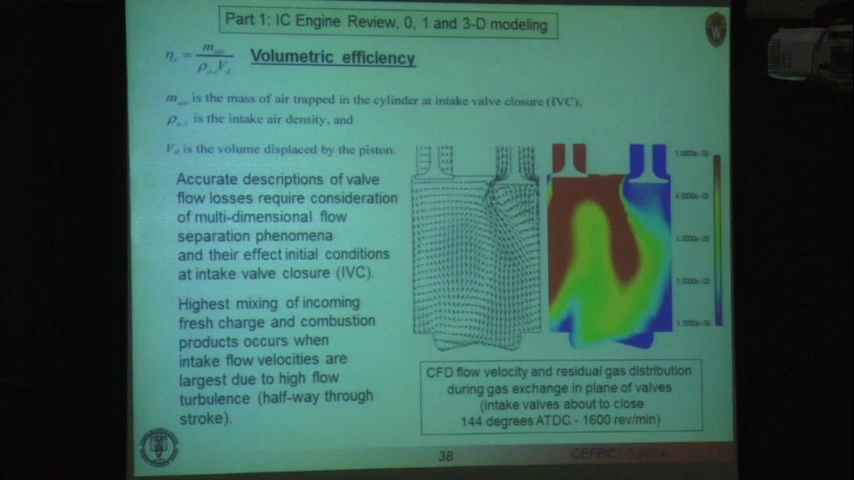 Part 1: IC Engine Review, 0, 1 and 3-D modeling
Volumetric efficiency
is the mass of air trapped in the cylinder at intake valve closure (IVC),
is the intake air density, and
V_d is the volume displaced by the piston.
Accurate descriptions of valve
flow losses require consideration
of multi-dimensional flow
separation phenomena
and their effect initial conditions
at intake valve closure (IVC).
Highest mixing of incoming
fresh charge and combustion
products occurs when
intake flow velocities are
largest due to high flow
turbulence (half-way through
stroke).
CFD flow velocity and residual gas distribution
during gas exchange in plane of valves
(intake valves about to close
144 degrees ATDC - 1600 rev/min)
38